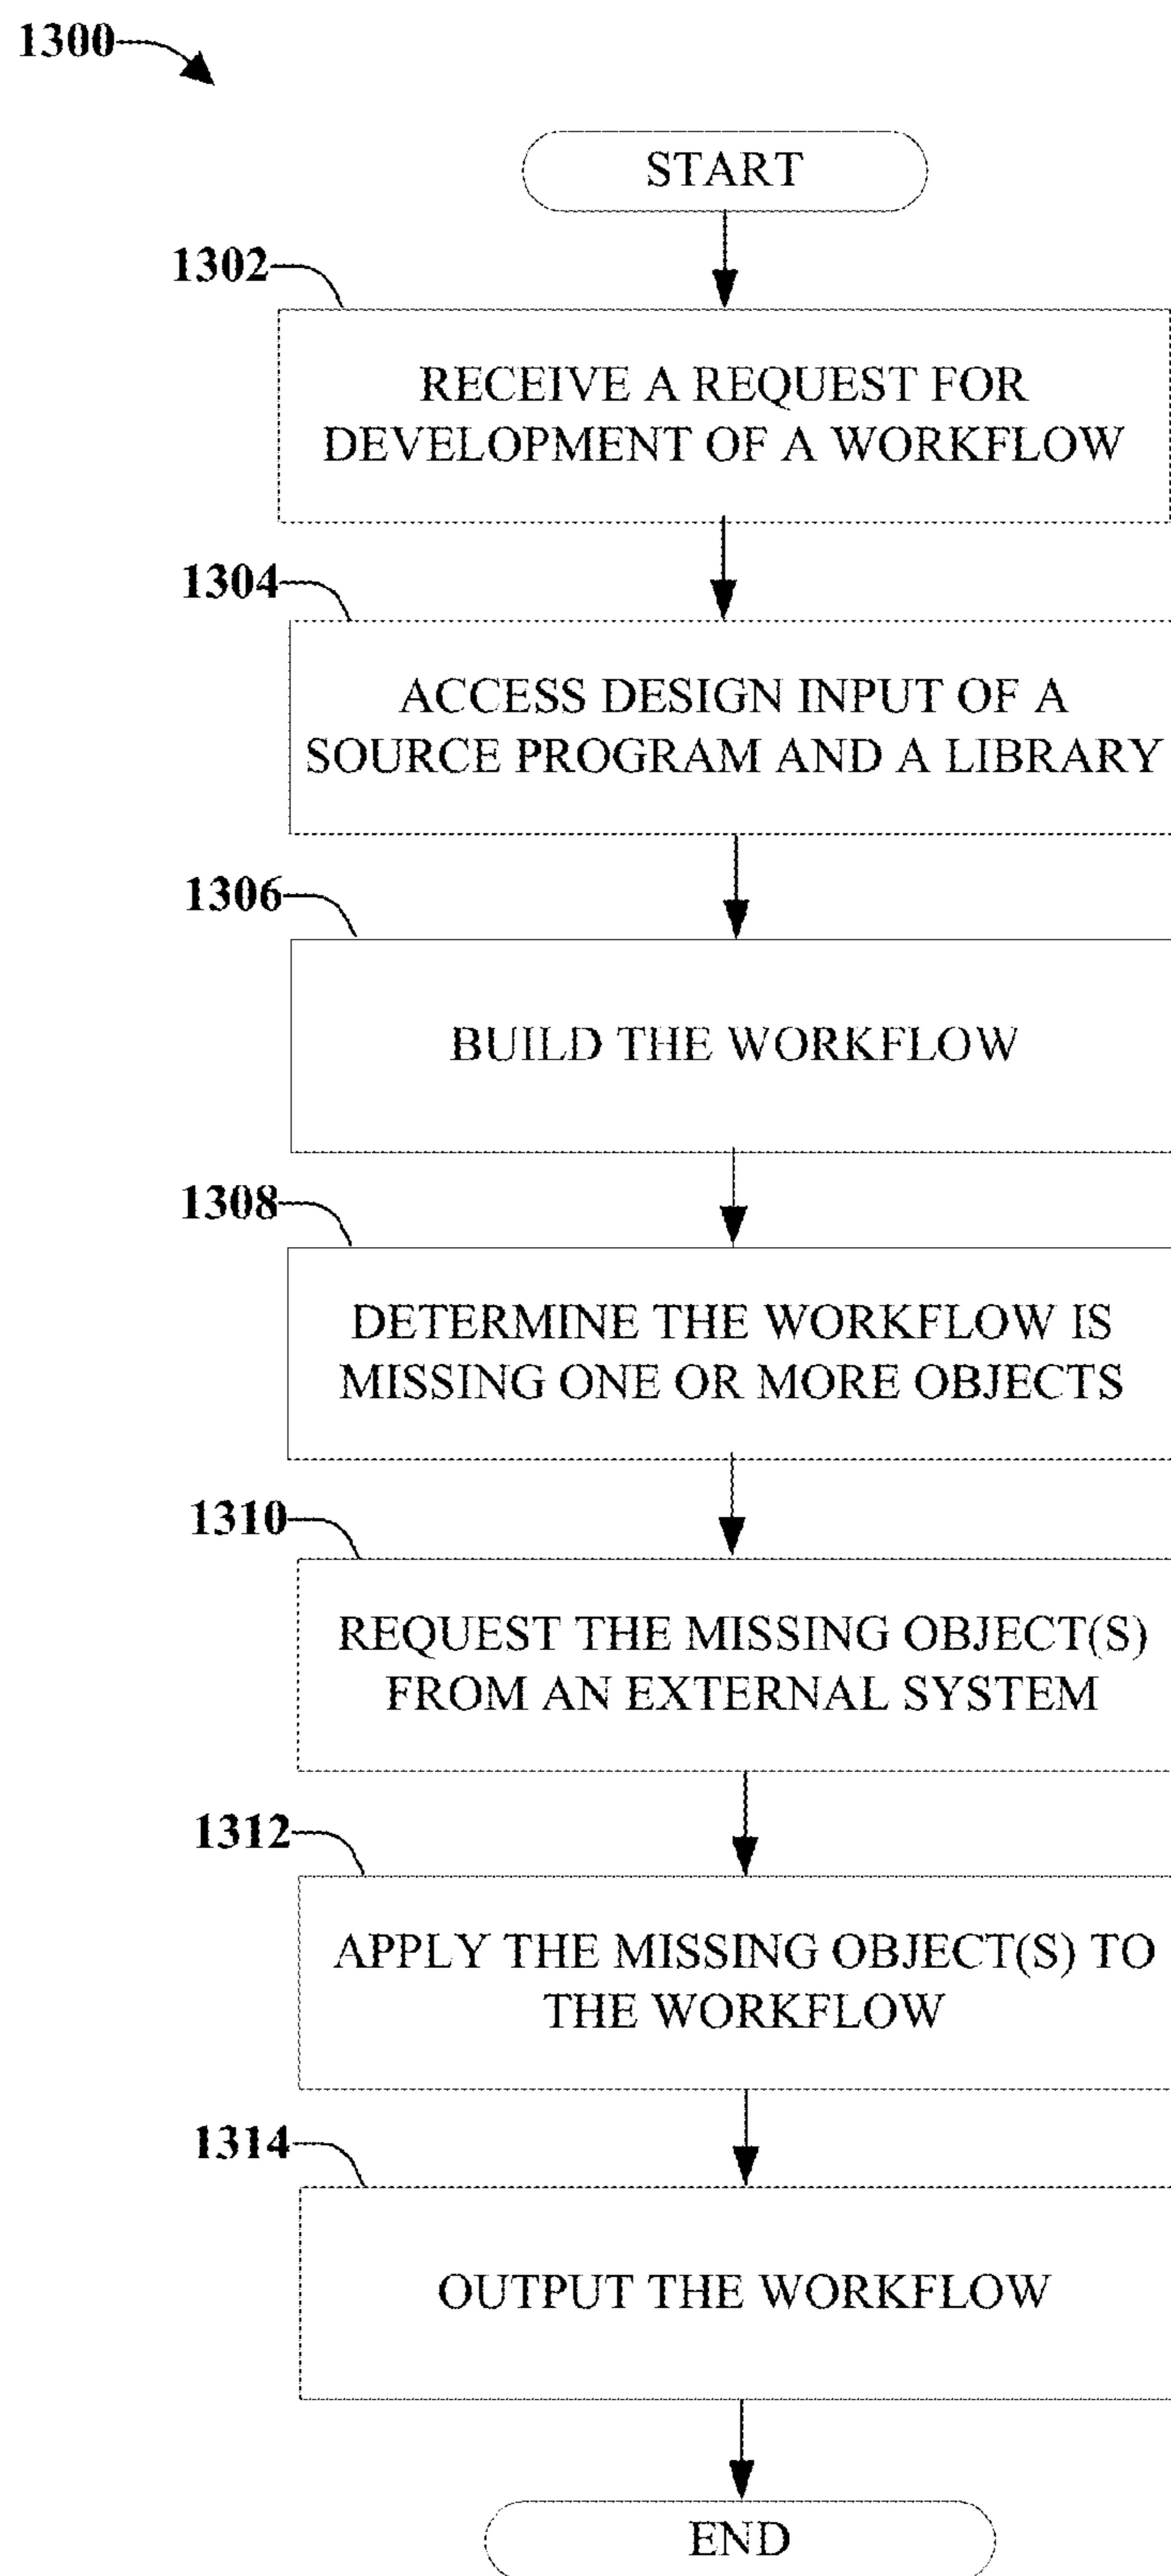 1300
START
1302
RECEIVE A REQUEST FOR
DEVELOPMENT OF A WORKFLOW
1304
ACCESS DESIGN INPUT OF A
SOURCE PROGRAM AND A LIBRARY
1306
BUILD THE WORKFLOW
1308
DETERMINE THE WORKFLOW IS
MISSING ONE OR MORE OBJECTS
1310
REQUEST THE MISSING OBJECT(S)
FROM AN EXTERNAL SYSTEM
1312
APPLY THE MISSING OBJECT(S) TO
THE WORKFLOW
1314
OUTPUT THE WORKFLOW
END